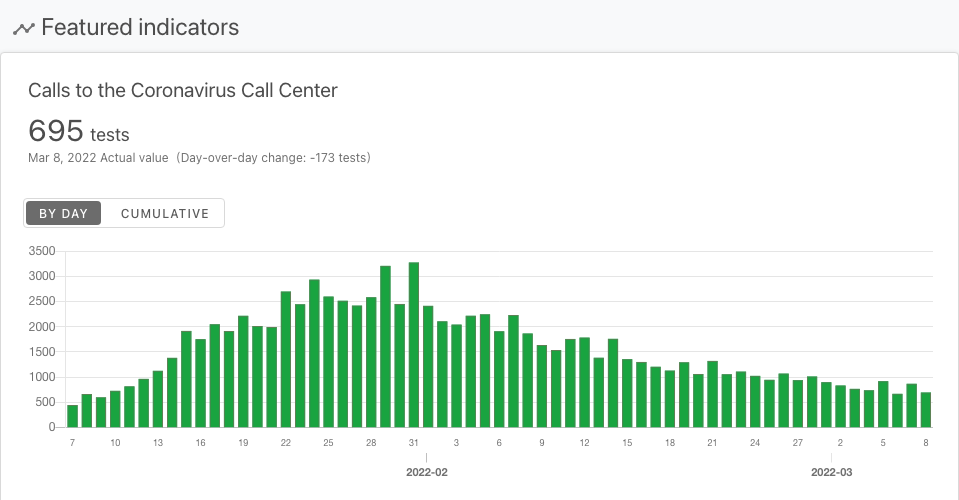 Featured indicators
Calls to the Coronavirus Call Center
695 tests
Mar 8, 2022 Actual value (Day-over-day change: -173 tests)
BY DAY CUMULATIVE
3500
3000
2500
2000
1500
1000
500
0
7 10 13 16 19 22 25 28 31 3 6 9 12 15 18 21 24 27 2 5 8
2022-02 2022-03